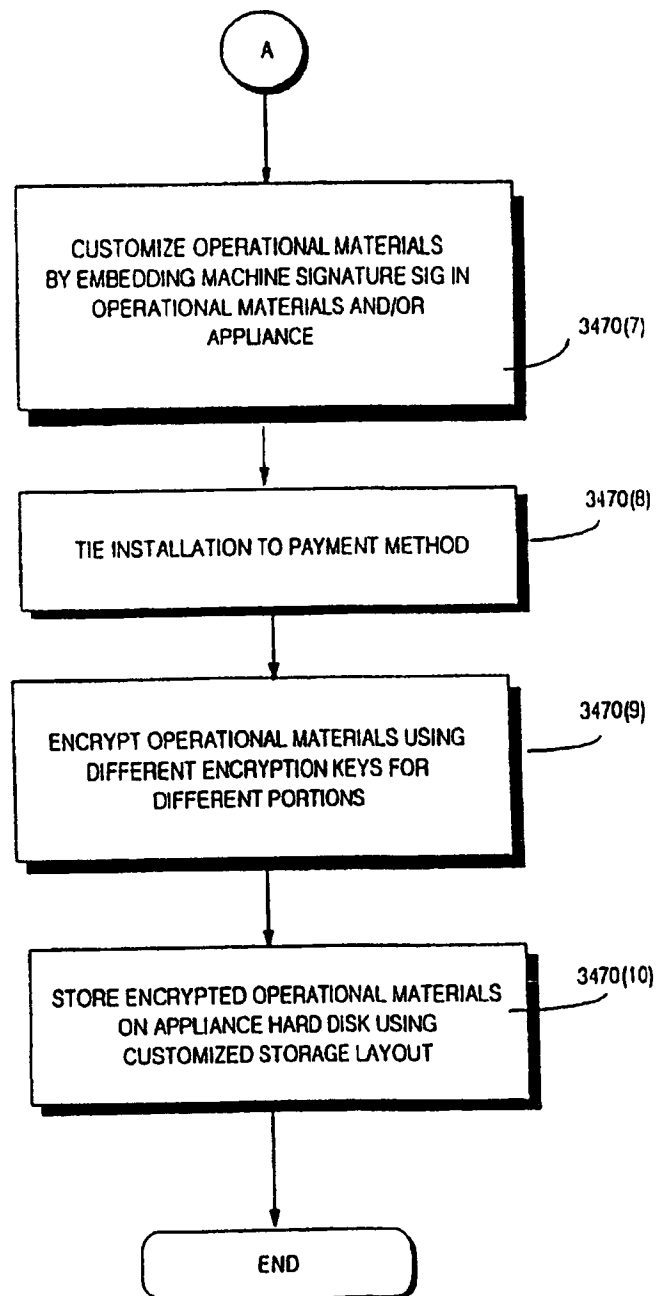 A
CUSTOMIZE OPERATIONAL MATERIALS
BY EMBEDDING MACHINE SIGNATURE SIG IN
OPERATIONAL MATERIALS AND/OR
APPLIANCE
3470(7)
3470(8)
TIE INSTALLATION TO PAYMENT METHOD
3470(9)
ENCRYPT OPERATIONAL MATERIALS USING
DIFFERENT ENCRYPTION KEYS FOR
DIFFERENT PORTIONS
3470(10)
STORE ENCRYPTED OPERATIONAL MATERIALS
ON APPLIANCE HARD DISK USING
CUSTOMIZED STORAGE LAYOUT
END